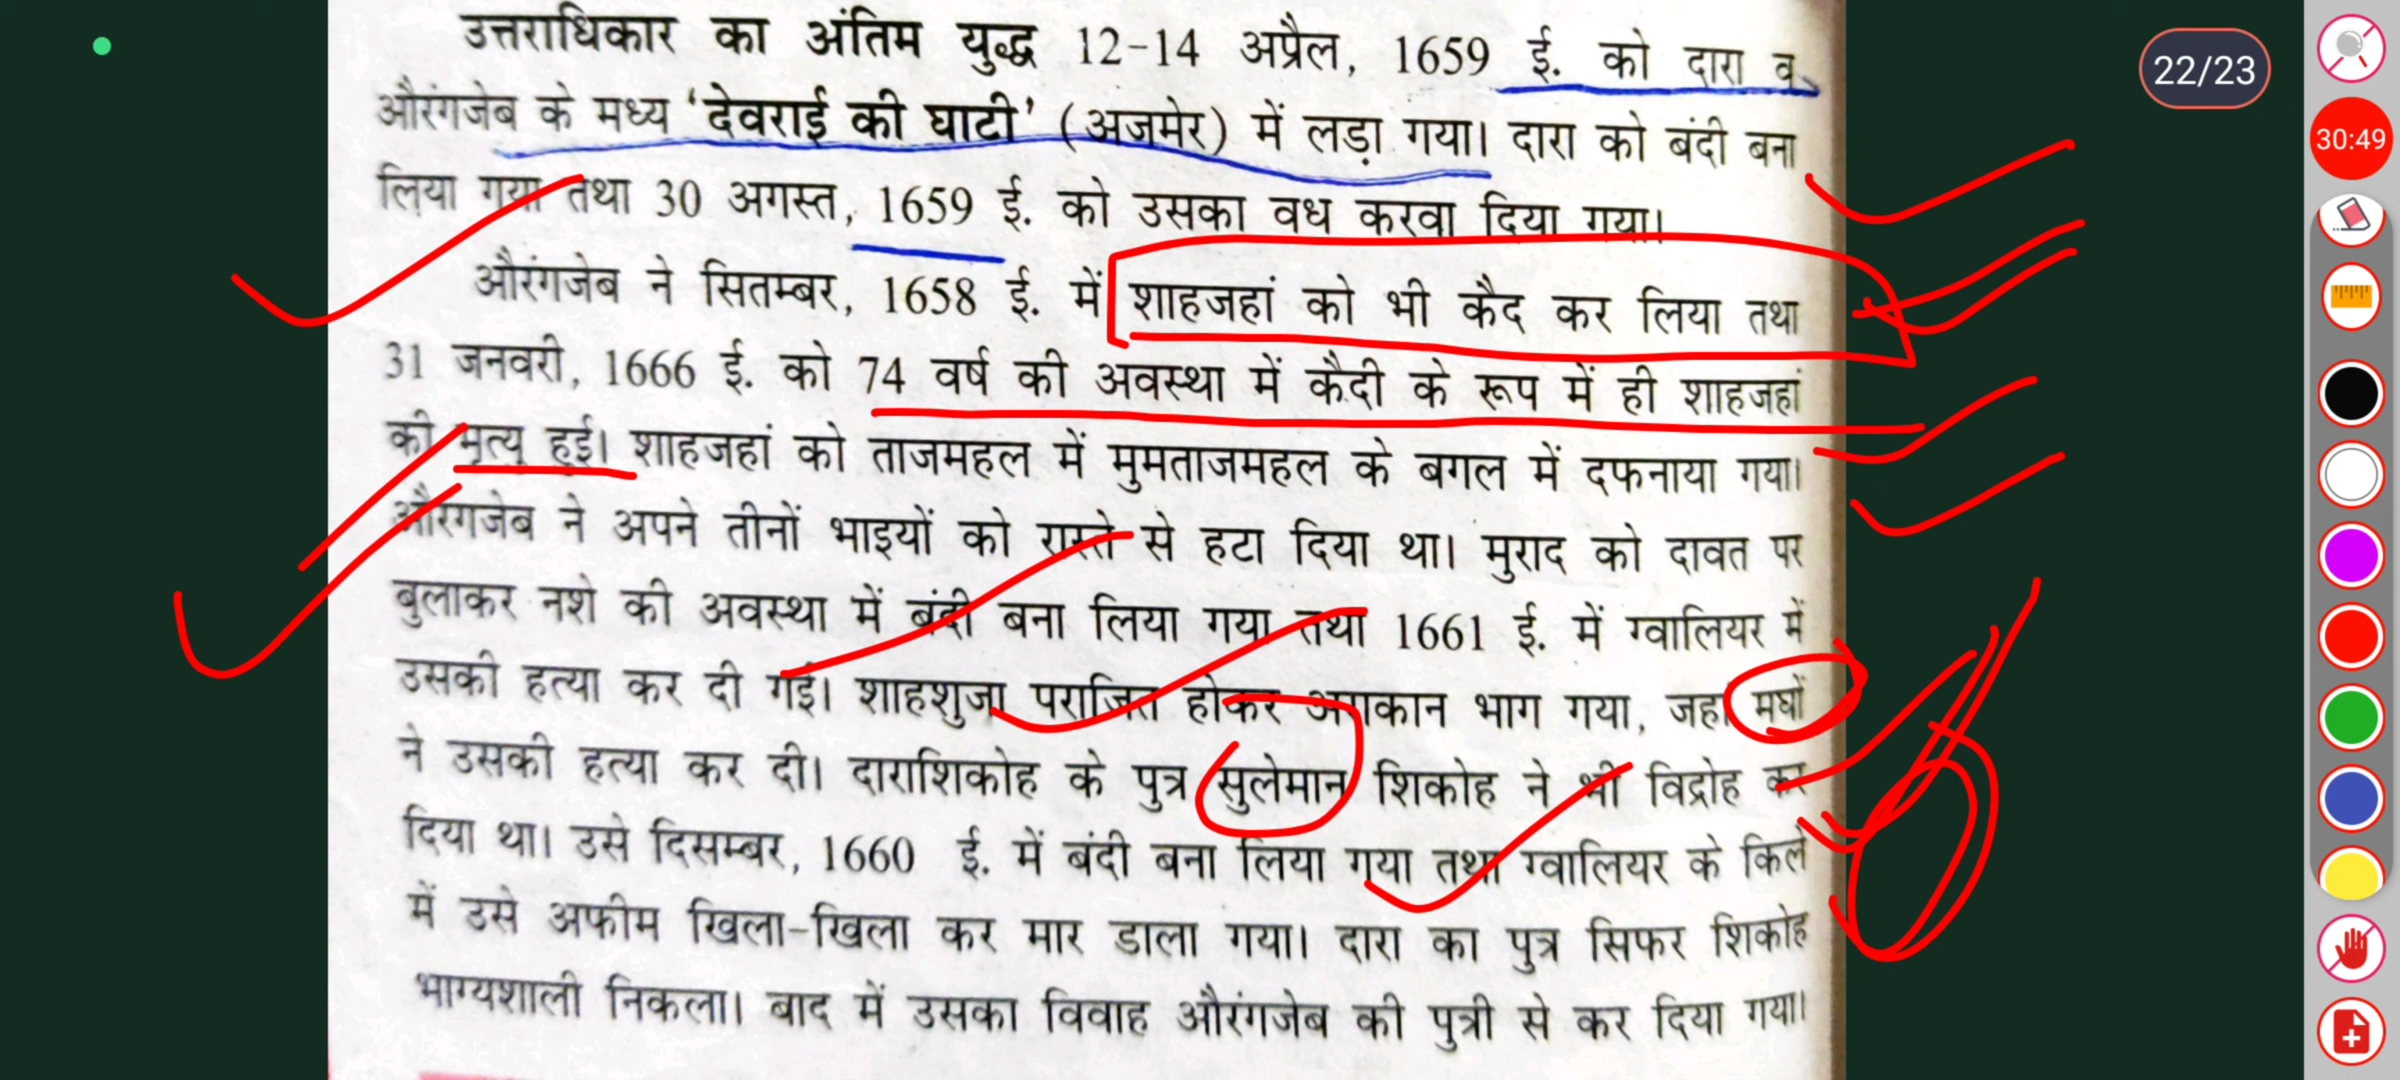 उत्तराधिकार का अंतिम युद्ध 12-14 अप्रैल, 1659 ई. को दारा व
औरंगजेब के मध्य 'देवराई की घाटी' (अजमेर) में लड़ा गया। दारा को बंदी बना
लिया गया तथा 30 अगस्त, 1659 ई. को उसका वध करवा दिया गया।
औरंगजेब ने सितम्बर, 1658 ई. में शाहजहां को भी कैद कर लिया तथा
31 जनवरी, 1666 ई. को 74 वर्ष की अवस्था में कैदी के रूप में ही शाहजहां
की मृत्यु हुई। शाहजहां को ताजमहल में मुमताजमहल के बगल में दफनाया गया।
औरंगजेब ने अपने तीनों भाइयों को रास्ते से हटा दिया था। मुराद को दावत पर
बुलाकर नशे की अवस्था में बंदी बना लिया गया तथा 1661 ई. में ग्वालियर में
उसकी हत्या कर दी गई। शाहशुजा पराजित होकर अराकान भाग गया, जहां मघों
ने उसकी हत्या कर दी। दाराशिकोह के पुत्र सुलेमान शिकोह ने भी विद्रोह कर
दिया था। उसे दिसम्बर, 1660 ई. में बंदी बना लिया गया तथा ग्वालियर के किले
में उसे अफीम खिला-खिला कर मार डाला गया। दारा का पुत्र सिफर शिकोह
भाग्यशाली निकला। बाद में उसका विवाह औरंगजेब की पुत्री से कर दिया गया।
22/23
30:49